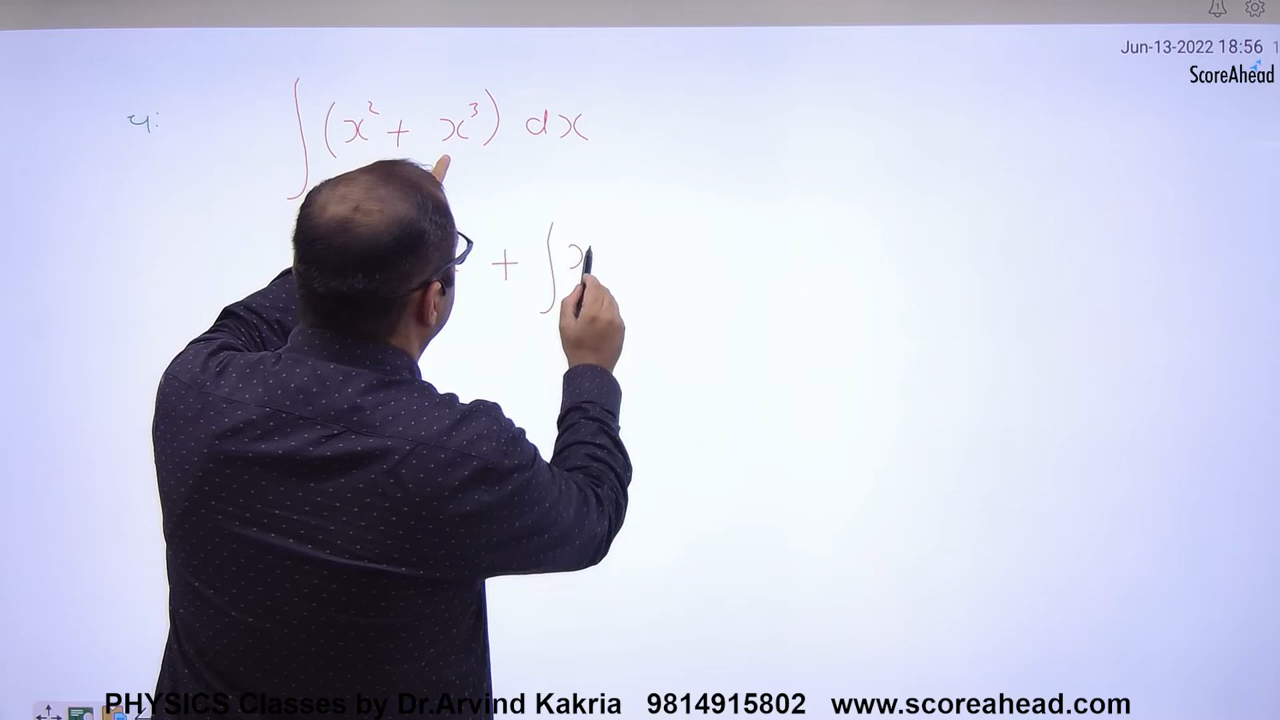 Jun-13-2022 18:56 1
ScoreAhead
4:
∫ (x² + x³) dx
+ ∫ x
PHYSICS Classes by Dr.Arvind Kakria 9814915802 www.scoreahead.com